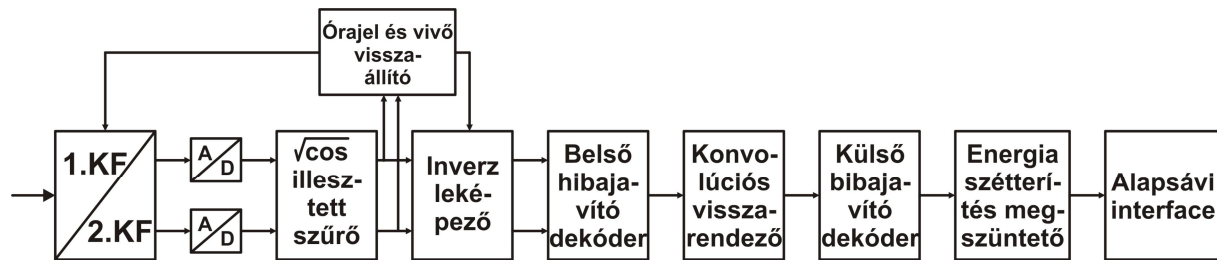 Órajel és vivő
vissza-
állító
1.KF
2.KF
A
D
A
D
√cos
illesz-
tett
szűrő
Inverz
leké-
pező
Belső
hibaja-
vító
dekóder
Konvo-
lúciós
vissza-
rendező
Külső
bibaja-
vító
dekóder
Energia
szétterí-
tés meg-
szüntető
Alapsávi
interface